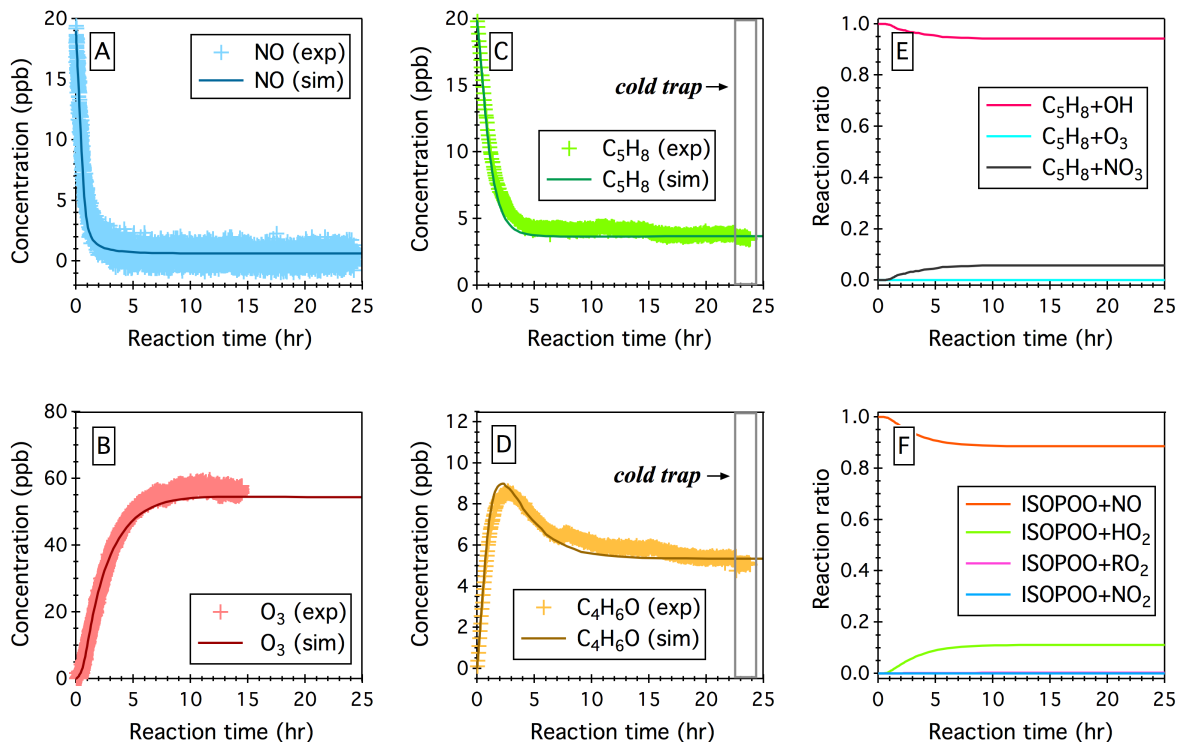 A
NO (exp)
NO (sim)
Concentration (ppb)
20
15
10
5
0
0
5
10
15
20
25
Reaction time (hr)
C
cold trap
C₅H₈ (exp)
C₅H₈ (sim)
Concentration (ppb)
20
15
10
5
0
0
5
10
15
20
25
Reaction time (hr)
E
C₅H₈+OH
C₅H₈+O₃
C₅H₈+NO₃
Reaction ratio
1.0
0.8
0.6
0.4
0.2
0.0
0
5
10
15
20
25
Reaction time (hr)
B
O₃ (exp)
O₃ (sim)
Concentration (ppb)
80
60
40
20
0
0
5
10
15
20
25
Reaction time (hr)
D
cold trap
C₄H₆O (exp)
C₄H₆O (sim)
Concentration (ppb)
12
10
8
6
4
2
0
0
5
10
15
20
25
Reaction time (hr)
F
ISOPOO+NO
ISOPOO+HO₂
ISOPOO+RO₂
ISOPOO+NO₂
Reaction ratio
1.0
0.8
0.6
0.4
0.2
0.0
0
5
10
15
20
25
Reaction time (hr)